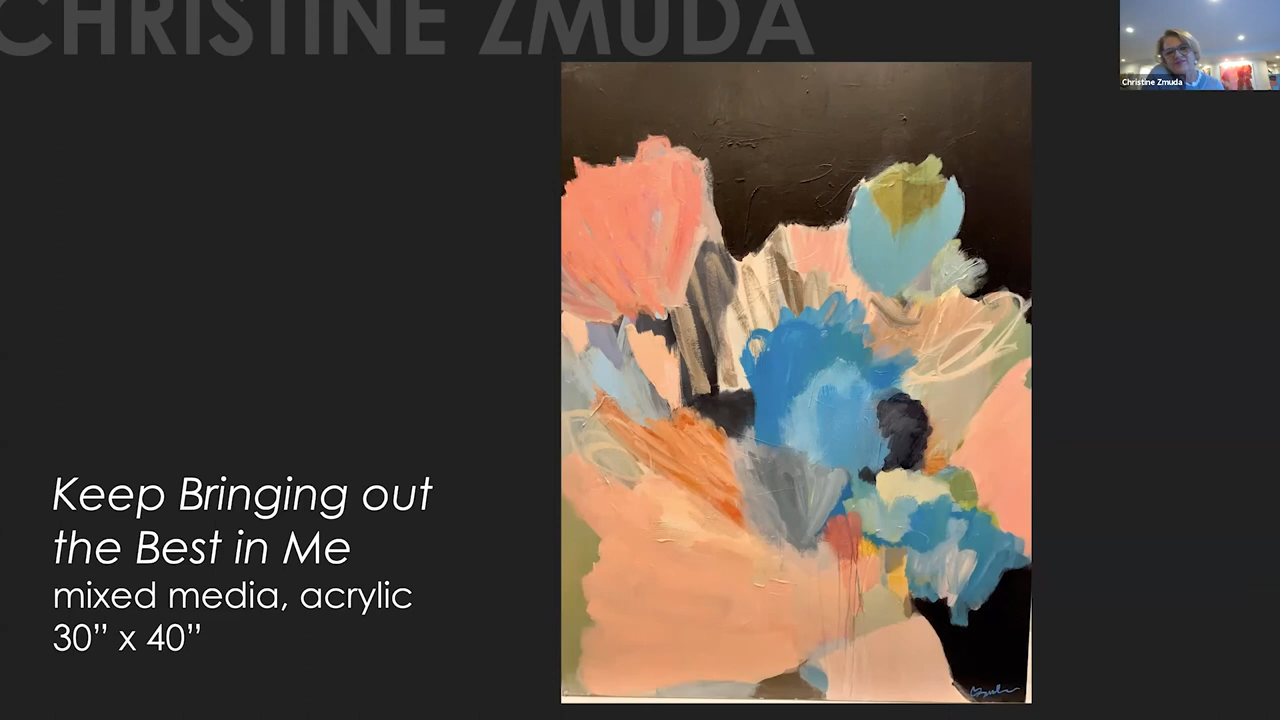 CHRISTINE ZMUDA
Christine Zmuda
Keep Bringing out
the Best in Me
mixed media, acrylic
30” x 40”